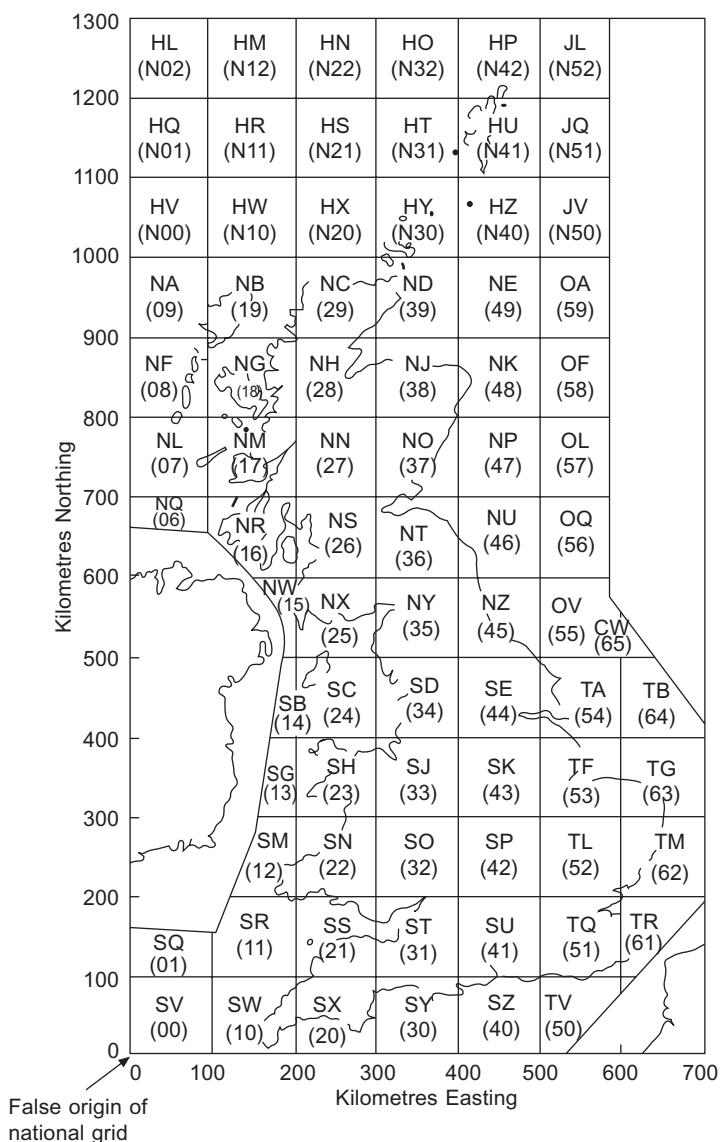 1300
HL HM HN HO HP JL
(N02) (N12) (N22) (N32) (N42) (N52)
1200
HQ HR HS HT HU JQ
(N01) (N11) (N21) (N31) (N41) (N51)
1100
HV HW HX HY HZ JV
(N00) (N10) (N20) (N30) (N40) (N50)
1000
NA NB NC ND NE OA
(09) (19) (29) (39) (49) (59)
900
NF NG NH NJ NK OF
(08) (18) (28) (38) (48) (58)
800
NL NM NN NO NP OL
(07) (17) (27) (37) (47) (57)
700
NQ NR NS NT NU OQ
(06) (16) (26) (36) (46) (56)
600
NW NX NY NZ OV CW
(15) (25) (35) (45) (55) (65)
500
SB SC SD SE TA TB
(14) (24) (34) (44) (54) (64)
400
SG SH SJ SK TF TG
(13) (23) (33) (43) (53) (63)
300
SM SN SO SP TL TM
(12) (22) (32) (42) (52) (62)
200
SQ SR SS ST SU TQ TR
(01) (11) (21) (31) (41) (51) (61)
100
SV SW SX SY SZ TV
(00) (10) (20) (30) (40) (50)
0
0 100 200 300 400 500 600 700
Kilometres Northing
Kilometres Easting
False origin of
national grid